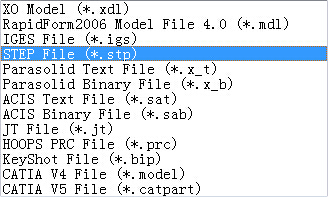 XO Model (*.xdl)
RapidForm2006 Model File 4.0 (*.mdl)
IGES File (*.igs)
STEP File (*.stp)
Parasolid Text File (*.x_t)
Parasolid Binary File (*.x_b)
ACIS Text File (*.sat)
ACIS Binary File (*.sab)
JT File (*.jt)
HOOPS PRC File (*.prc)
KeyShot File (*.bip)
CATIA V4 File (*.model)
CATIA V5 File (*.catpart)